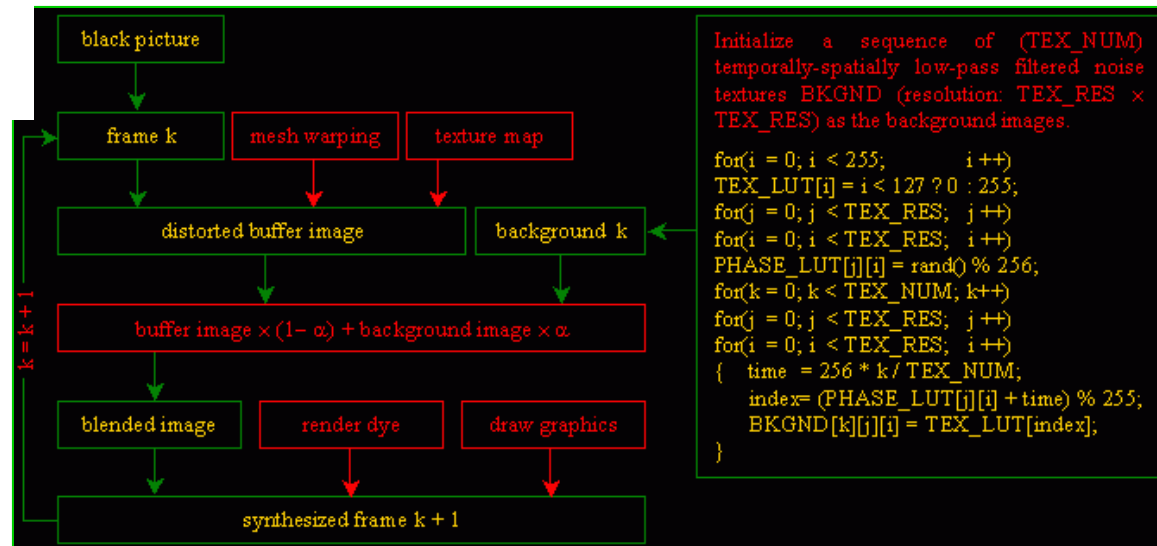 black picture
frame k
mesh warping
texture map
distorted buffer image
background k
buffer image × (1− α) + background image × α
k = k + 1
blended image
render dye
draw graphics
synthesized frame k + 1
Initialize a sequence of (TEX_NUM)
temporally-spatially low-pass filtered noise
textures BKGND (resolution: TEX_RES ×
TEX_RES) as the background images.
for(i = 0; i < 255; i ++)
TEX_LUT[i] = i < 127 ? 0 : 255;
for(j = 0; j < TEX_RES; j ++)
for(i = 0; i < TEX_RES; i ++)
PHASE_LUT[j][i] = rand() % 256;
for(k = 0; k < TEX_NUM; k++)
for(j = 0; j < TEX_RES; j ++)
for(i = 0; i < TEX_RES; i ++)
{ time = 256 * k / TEX_NUM;
index= (PHASE_LUT[j][i] + time) % 255;
BKGND[k][j][i] = TEX_LUT[index];
}